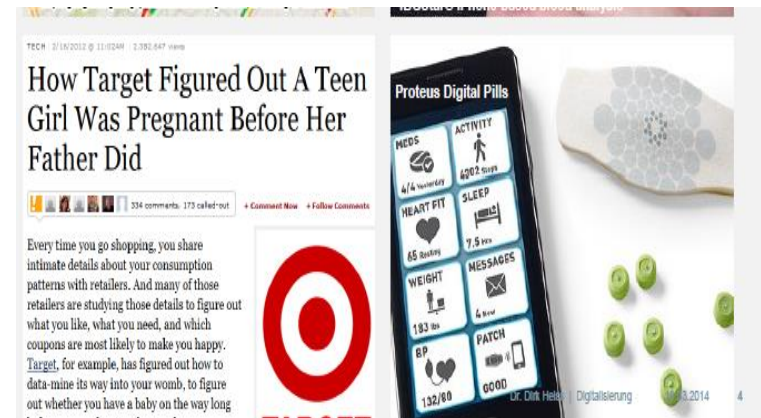 TECH | 2/16/2012 @ 11:02AM | 2,392,647 views
How Target Figured Out A Teen
Girl Was Pregnant Before Her
Father Did
334 comments, 173 called-out
+ Comment Now
+ Follow Comments
Every time you go shopping, you share
intimate details about your consumption
patterns with retailers. And many of those
retailers are studying those details to figure out
what you like, what you need, and which
coupons are most likely to make you happy.
Target, for example, has figured out how to
data-mine its way into your womb, to figure
out whether you have a baby on the way long
Proteus Digital Pills
MEDS
4/4 Yesterday
ACTIVITY
4202 Steps
HEART FIT
65 Resting
SLEEP
7.5 Hrs
WEIGHT
183 lbs
MESSAGES
4 New
BP
132/80
PATCH
GOOD
Dr. Dirk
| Digitalisierung
.2014
4